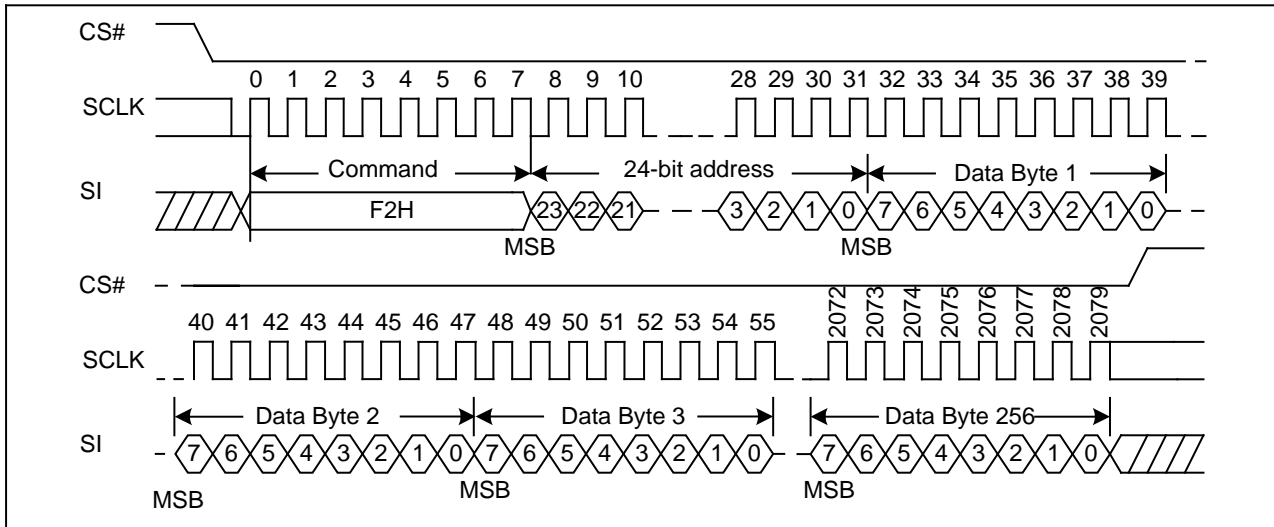 CS#
0 1 2 3 4 5 6 7 8 9 10 28 29 30 31 32 33 34 35 36 37 38 39
SCLK
Command 24-bit address Data Byte 1
SI
F2H 23 22 21 3 2 1 0 7 6 5 4 3 2 1 0
MSB MSB
CS#
40 41 42 43 44 45 46 47 48 49 50 51 52 53 54 55 2072 2073 2074 2075 2076 2077 2078 2079
SCLK
Data Byte 2 Data Byte 3 Data Byte 256
SI
7 6 5 4 3 2 1 0 7 6 5 4 3 2 1 0 7 6 5 4 3 2 1 0
MSB MSB MSB